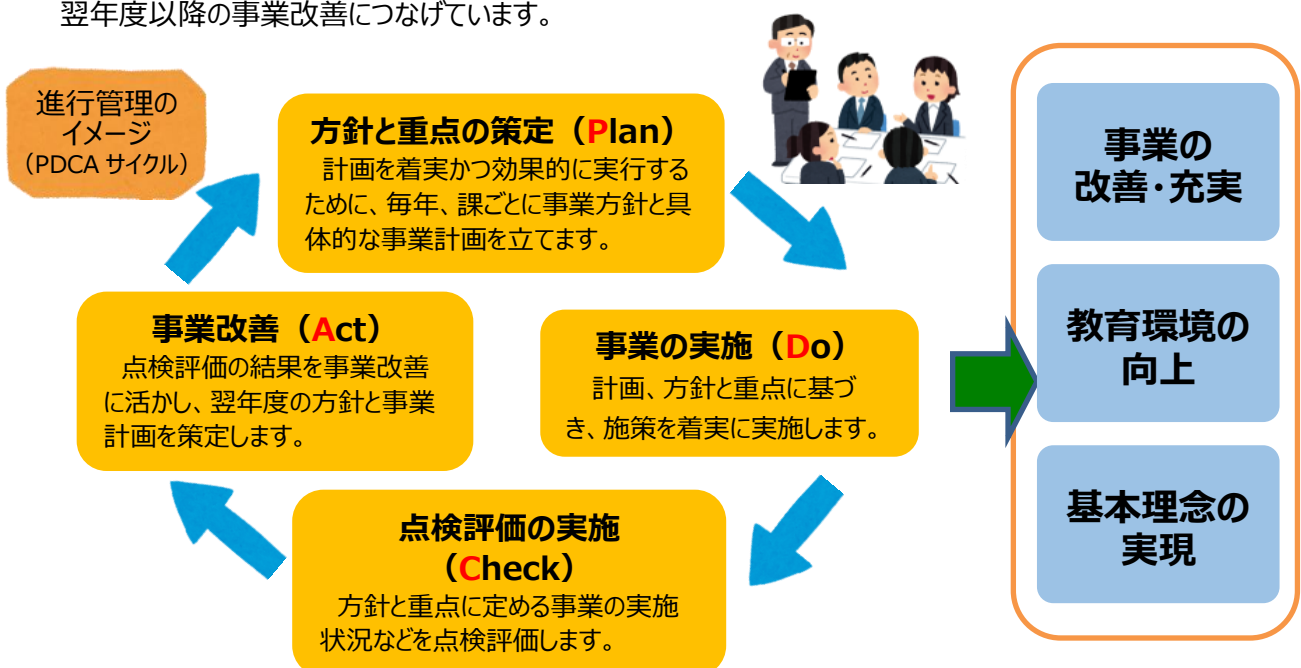 翌年度以降の事業改善につなげています。
進行管理の
イメージ
（PDCA サイクル）
方針と重点の策定（Plan）
計画を着実かつ効果的に実行する
ために、毎年、課ごとに事業方針と具
体的な事業計画を立てます。
事業の実施（Do）
計画、方針と重点に基づ
き、施策を着実に実施します。
点検評価の実施
（Check）
方針と重点に定める事業の実施
状況などを点検評価します。
事業改善（Act）
点検評価の結果を事業改善
に活かし、翌年度の方針と事業
計画を策定します。
事業の
改善・充実
教育環境の
向上
基本理念の
実現